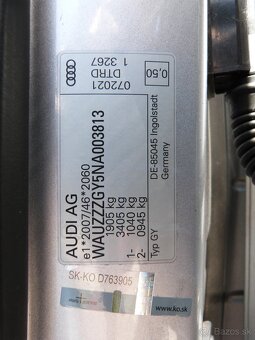 AUDI AG
e1*2007/46*2060
WAUZZZGY5NA003813
1905 kg
3405 kg
1- 1040 kg
2- 0945 kg
Typ GY
072021
DTRD
1 3267
0,50
DE-85045 Ingolstadt
Germany
SK-KO D763905
www.ko.sk
bazos.sk